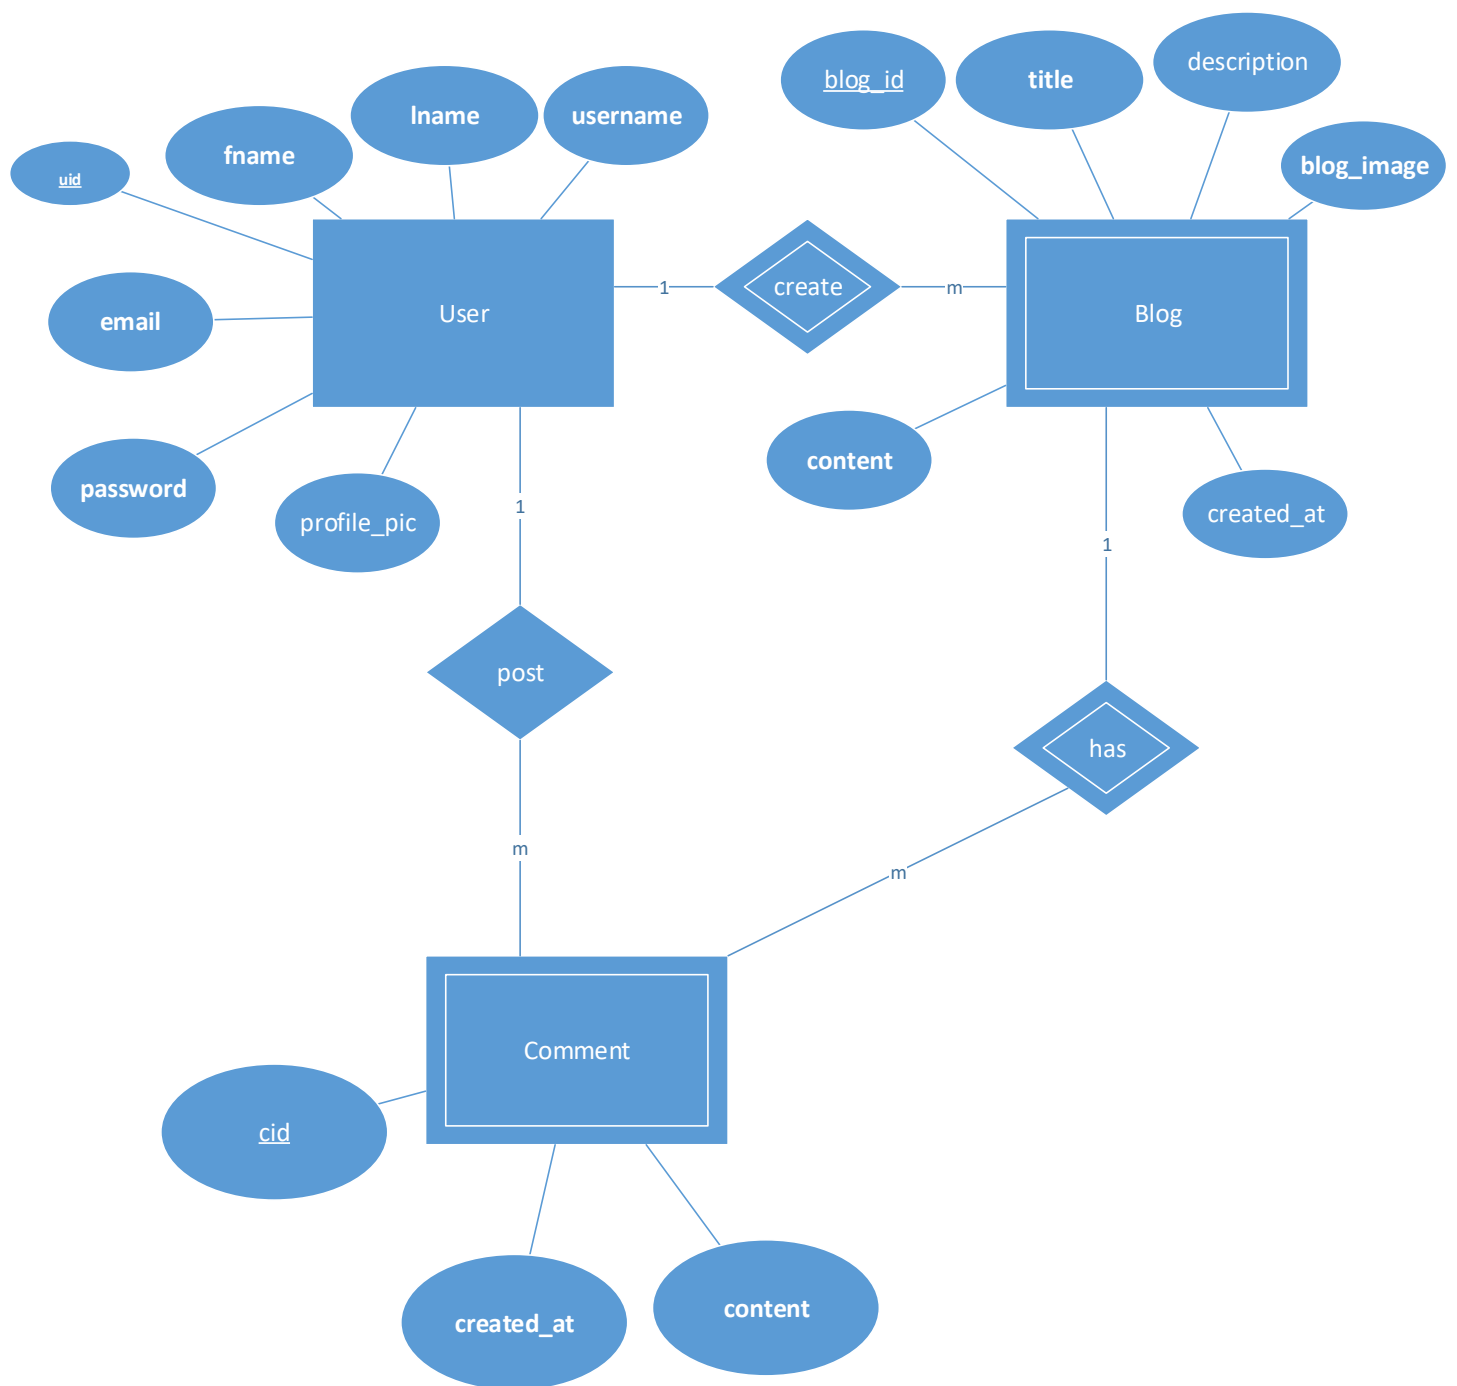 blog_id
title
description
lname
username
fname
blog_image
uid
User
1
create
m
Blog
email
password
profile_pic
content
created_at
1
1
post
has
m
m
Comment
cid
created_at
content